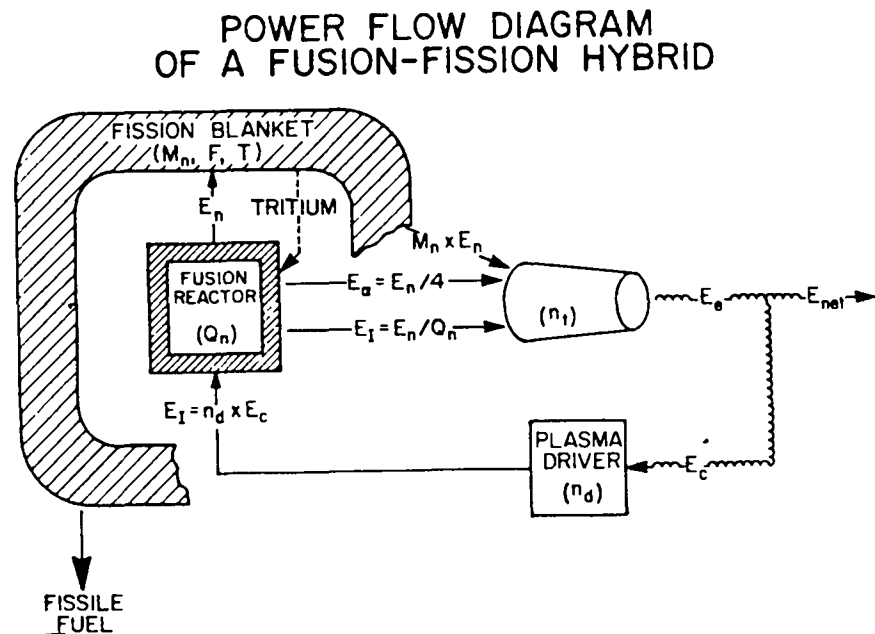 POWER FLOW DIAGRAM
OF A FUSION-FISSION HYBRID
FISSION BLANKET
(Mn, F, T)
En
TRITIUM
Mn x En
FUSION
REACTOR
(Qn)
Eα = En/4
EI = En/Qn
(nt)
Ee
Enet
EI = nd x Ec
PLASMA
DRIVER
(nd)
Ec
FISSILE
FUEL